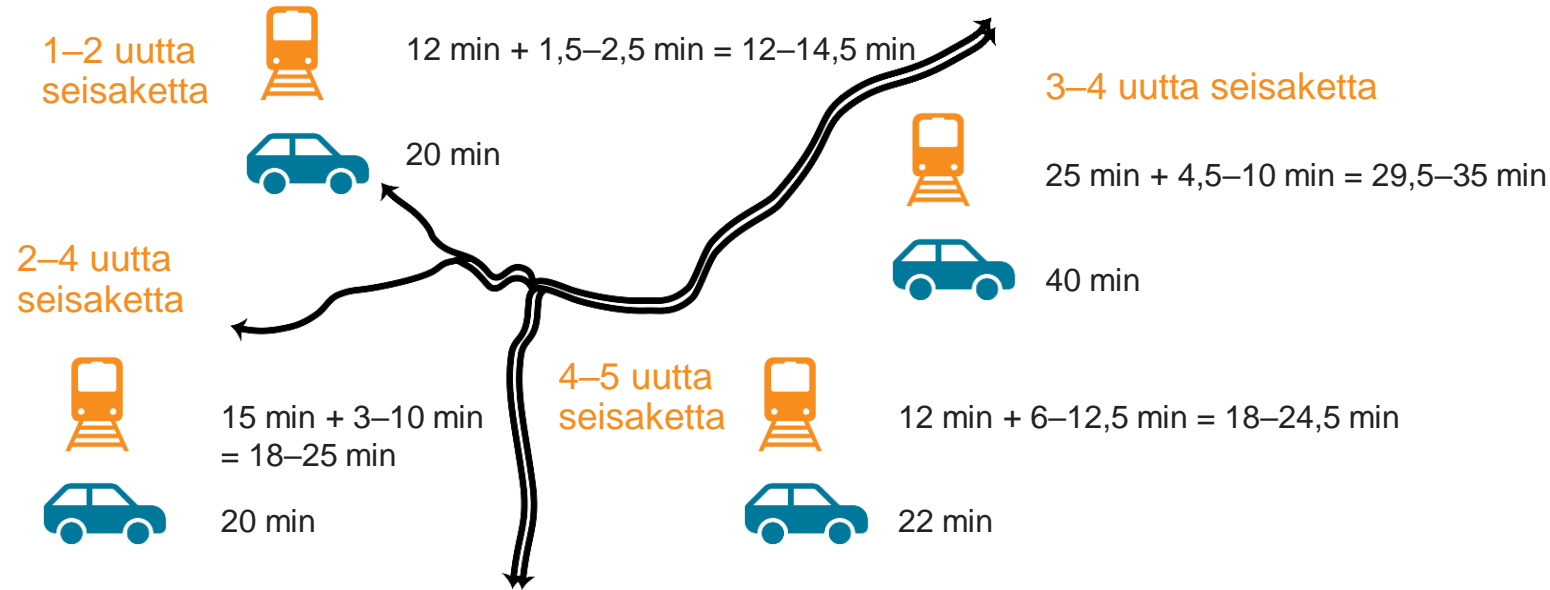 1–2 uutta
seisaketta
12 min + 1,5–2,5 min = 12–14,5 min
20 min
3–4 uutta seisaketta
25 min + 4,5–10 min = 29,5–35 min
40 min
2–4 uutta
seisaketta
15 min + 3–10 min
= 18–25 min
20 min
4–5 uutta
seisaketta
12 min + 6–12,5 min = 18–24,5 min
22 min